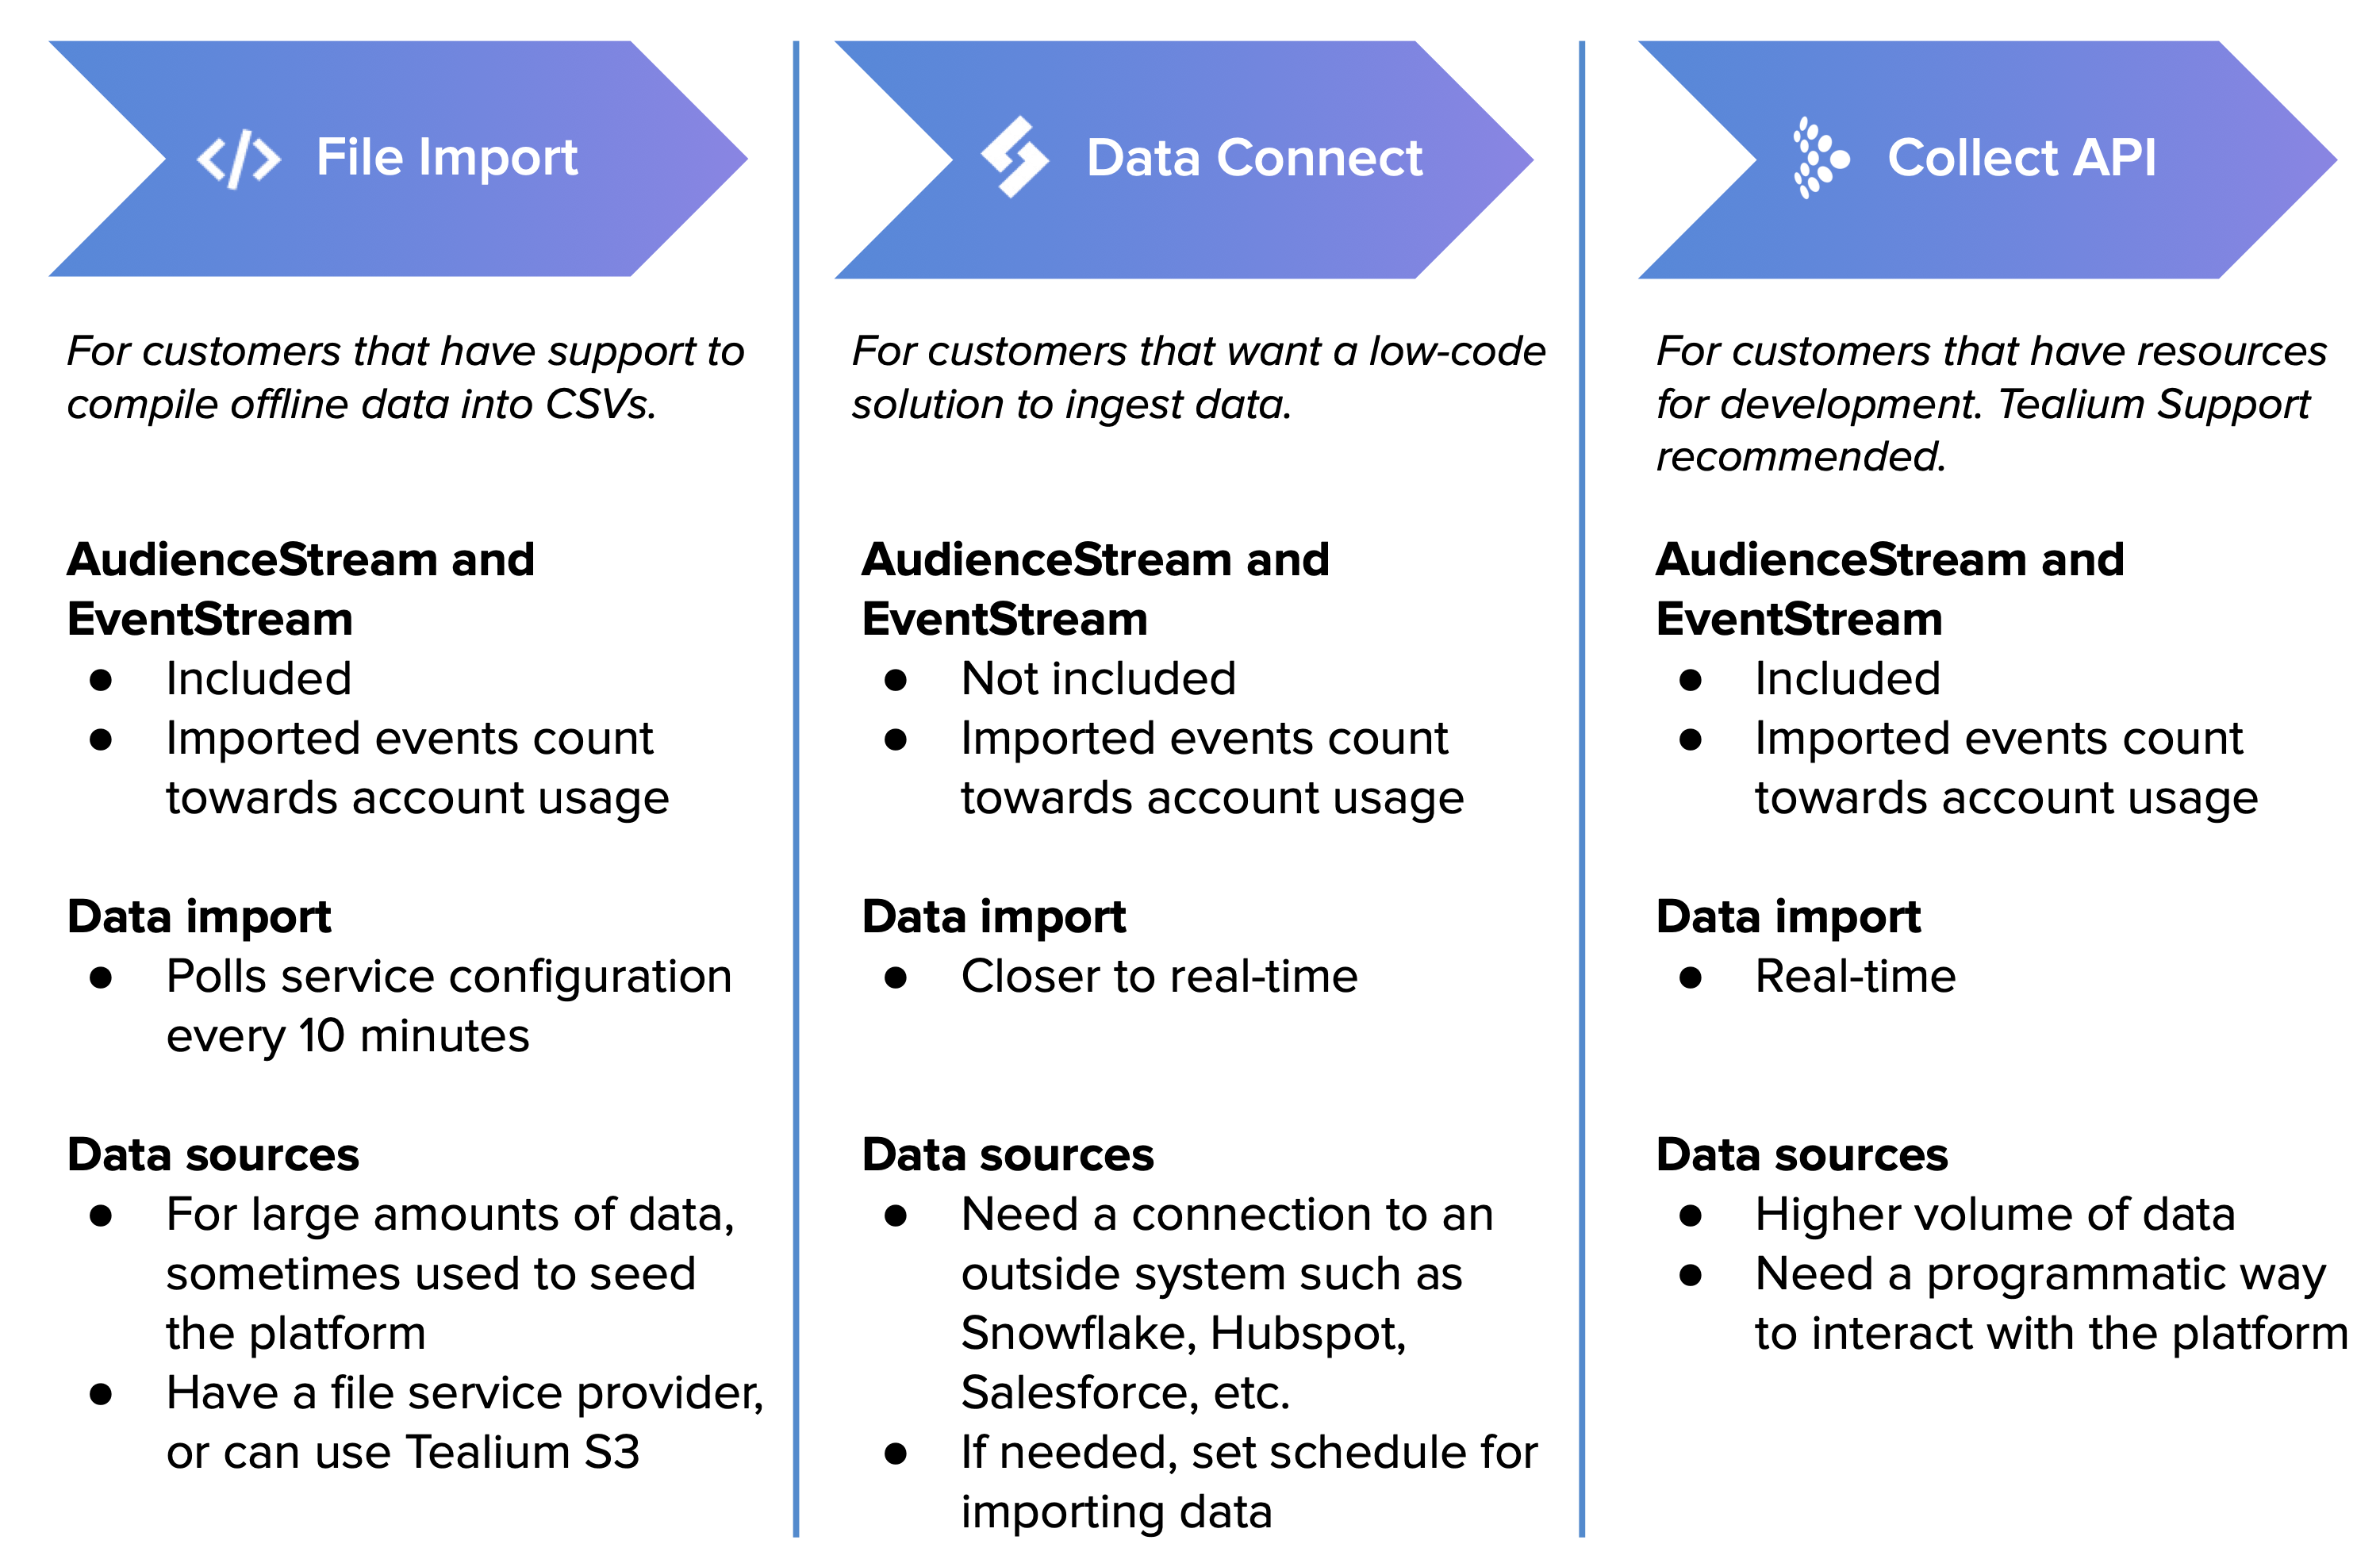 File Import
For customers that have support to
compile offline data into CSVs.
AudienceStream and
EventStream
● Included
● Imported events count
towards account usage
Data import
● Polls service configuration
every 10 minutes
Data sources
● For large amounts of data,
sometimes used to seed
the platform
● Have a file service provider,
or can use Tealium S3
Data Connect
For customers that want a low-code
solution to ingest data.
AudienceStream and
EventStream
● Not included
● Imported events count
towards account usage
Data import
● Closer to real-time
Data sources
● Need a connection to an
outside system such as
Snowflake, Hubspot,
Salesforce, etc.
● If needed, set schedule for
importing data
Collect API
For customers that have resources
for development. Tealium Support
recommended.
AudienceStream and
EventStream
● Included
● Imported events count
towards account usage
Data import
● Real-time
Data sources
● Higher volume of data
● Need a programmatic way
to interact with the platform